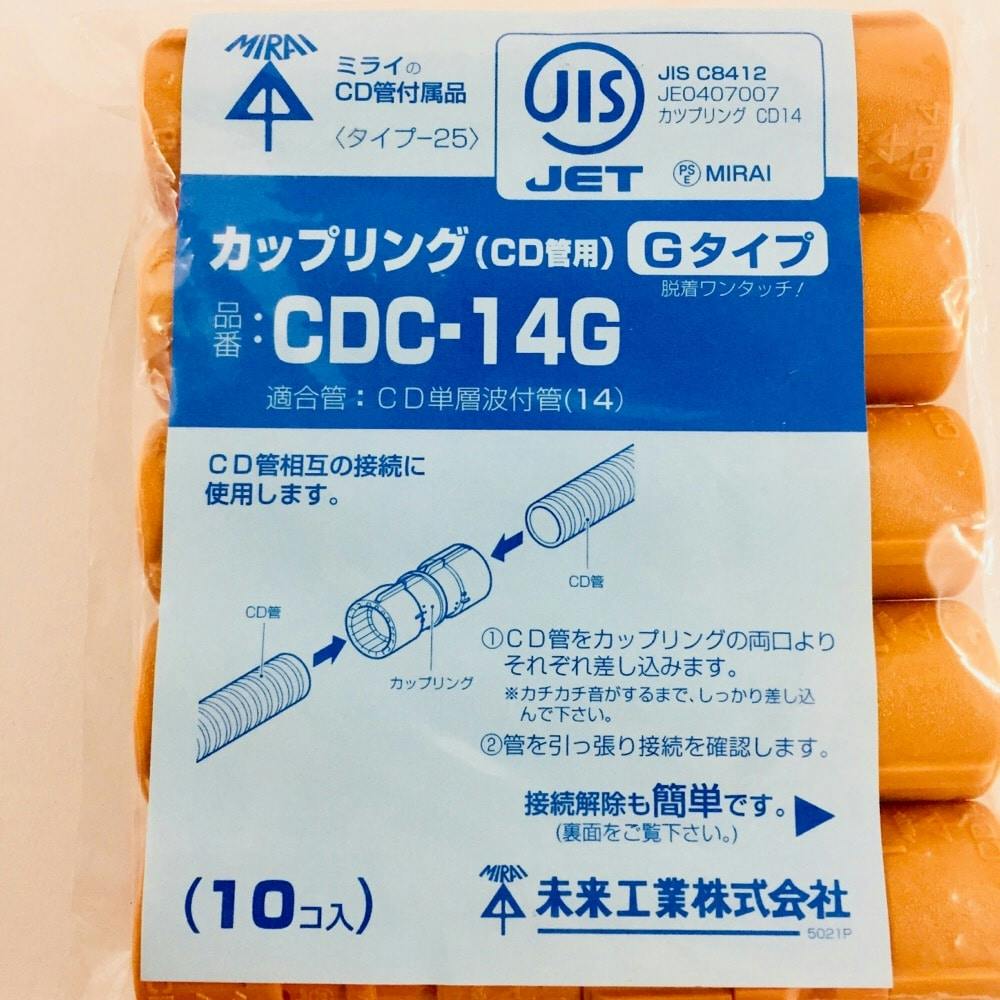 MIRAI
ミライの
CD管付属品
〈タイプー25〉
JIS
JET
JIS C8412
JE0407007
カップリング CD14
PS
E
MIRAI
カップリング(CD管用) Gタイプ
脱着ワンタッチ!
品番:CDC-14G
適合管:CD単層波付管(14)
CD管相互の接続に
使用します。
CD管
CD管
カップリング
①CD管をカップリングの両口より
それぞれ差し込みます。
※カチカチ音がするまで、しっかり差し込
んで下さい。
②管を引っ張り接続を確認します。
接続解除も簡単です。
(裏面をご覧下さい。)
(10コ入)
MIRAI
未来工業株式会社
5021P
CD14